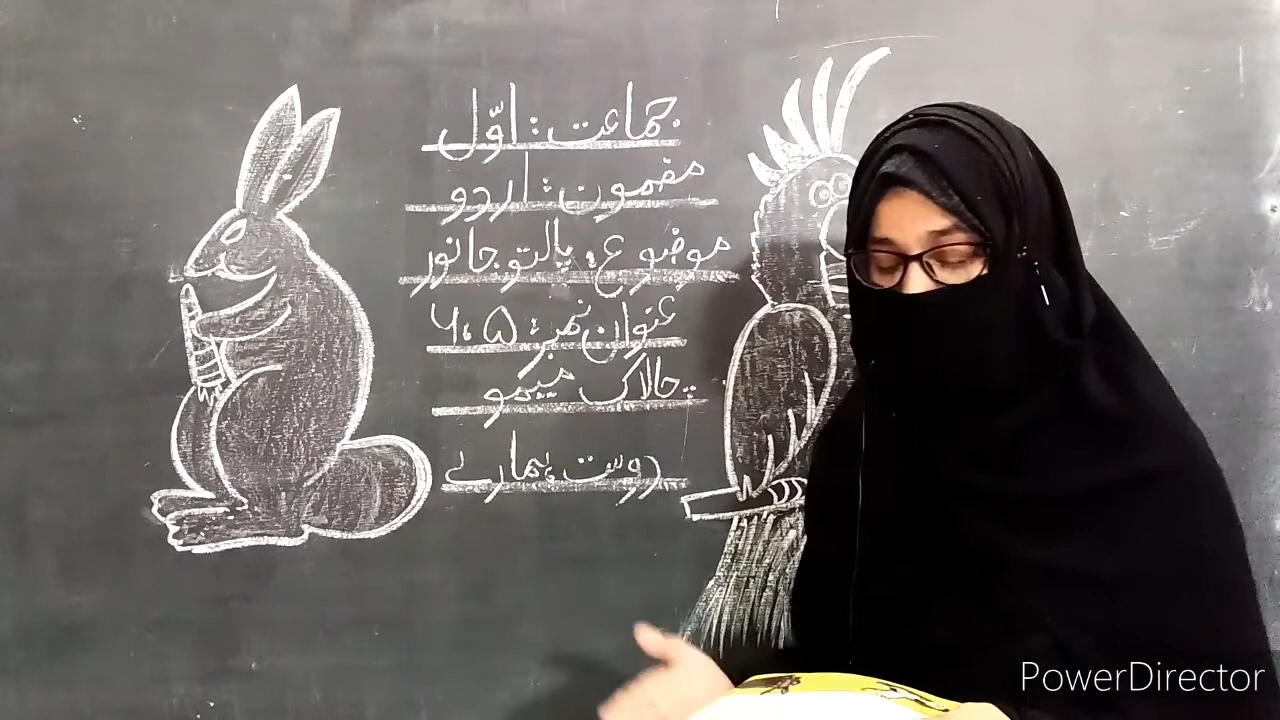 جماعت: اوّل
مضمون: اردو
موضوع: پالتو جانور
عنوان نمبر: ۵،۶
چالاک میمو
دوست ہمارے
PowerDirector